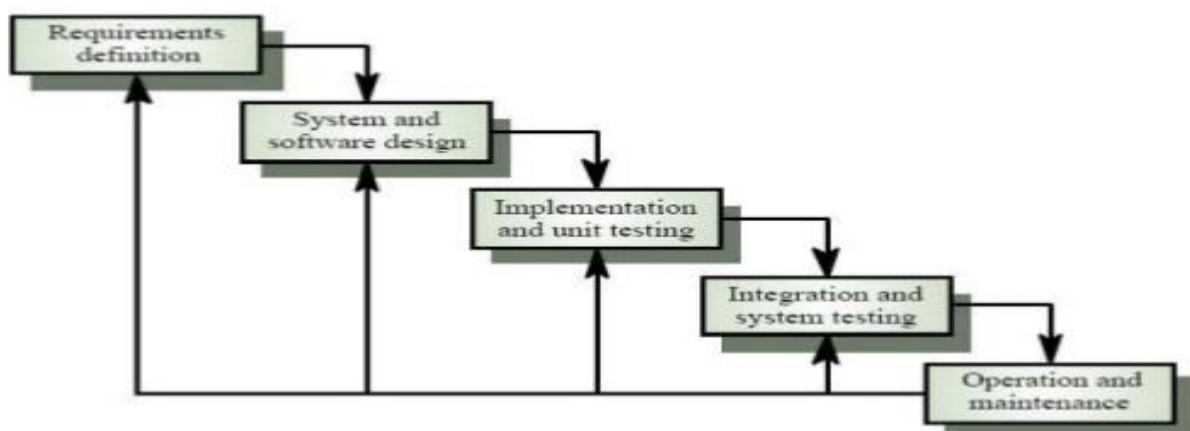 Requirements
definition
System and
software design
Implementation
and unit testing
Integration and
system testing
Operation and
maintenance